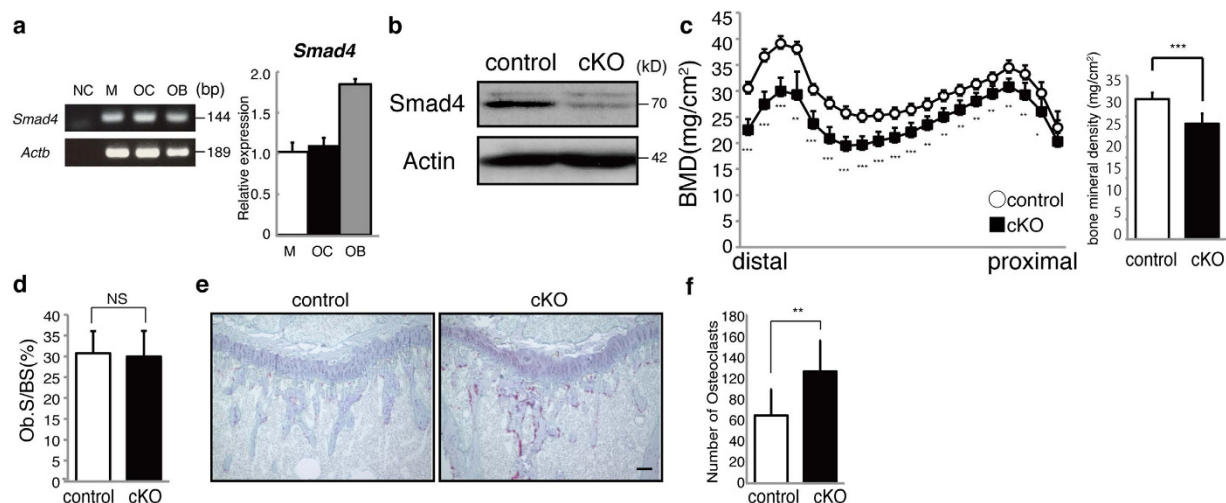 a
Smad4
NC M OC OB (bp)
Smad4 144
Actb 189
Relative expression
2.0
1.5
1.0
0
M OC OB
b
control cKO (kD)
Smad4 70
Actin 42
c
BMD(mg/cm2)
45
40
35
30
25
20
15
10
5
0
*** *** *** ** *** *** *** *** *** *** *** ** ** ** ** ** ** ** *
control
cKO
distal proximal
***
bone mineral density (mg/cm2)
40
35
30
25
20
15
10
5
0
control cKO
d
NS
Ob.S/BS(%)
40
35
30
25
20
15
10
5
0
control cKO
e
control cKO
f
**
Number of Osteoclasts
180
160
140
120
180
80
60
40
20
0
control cKO